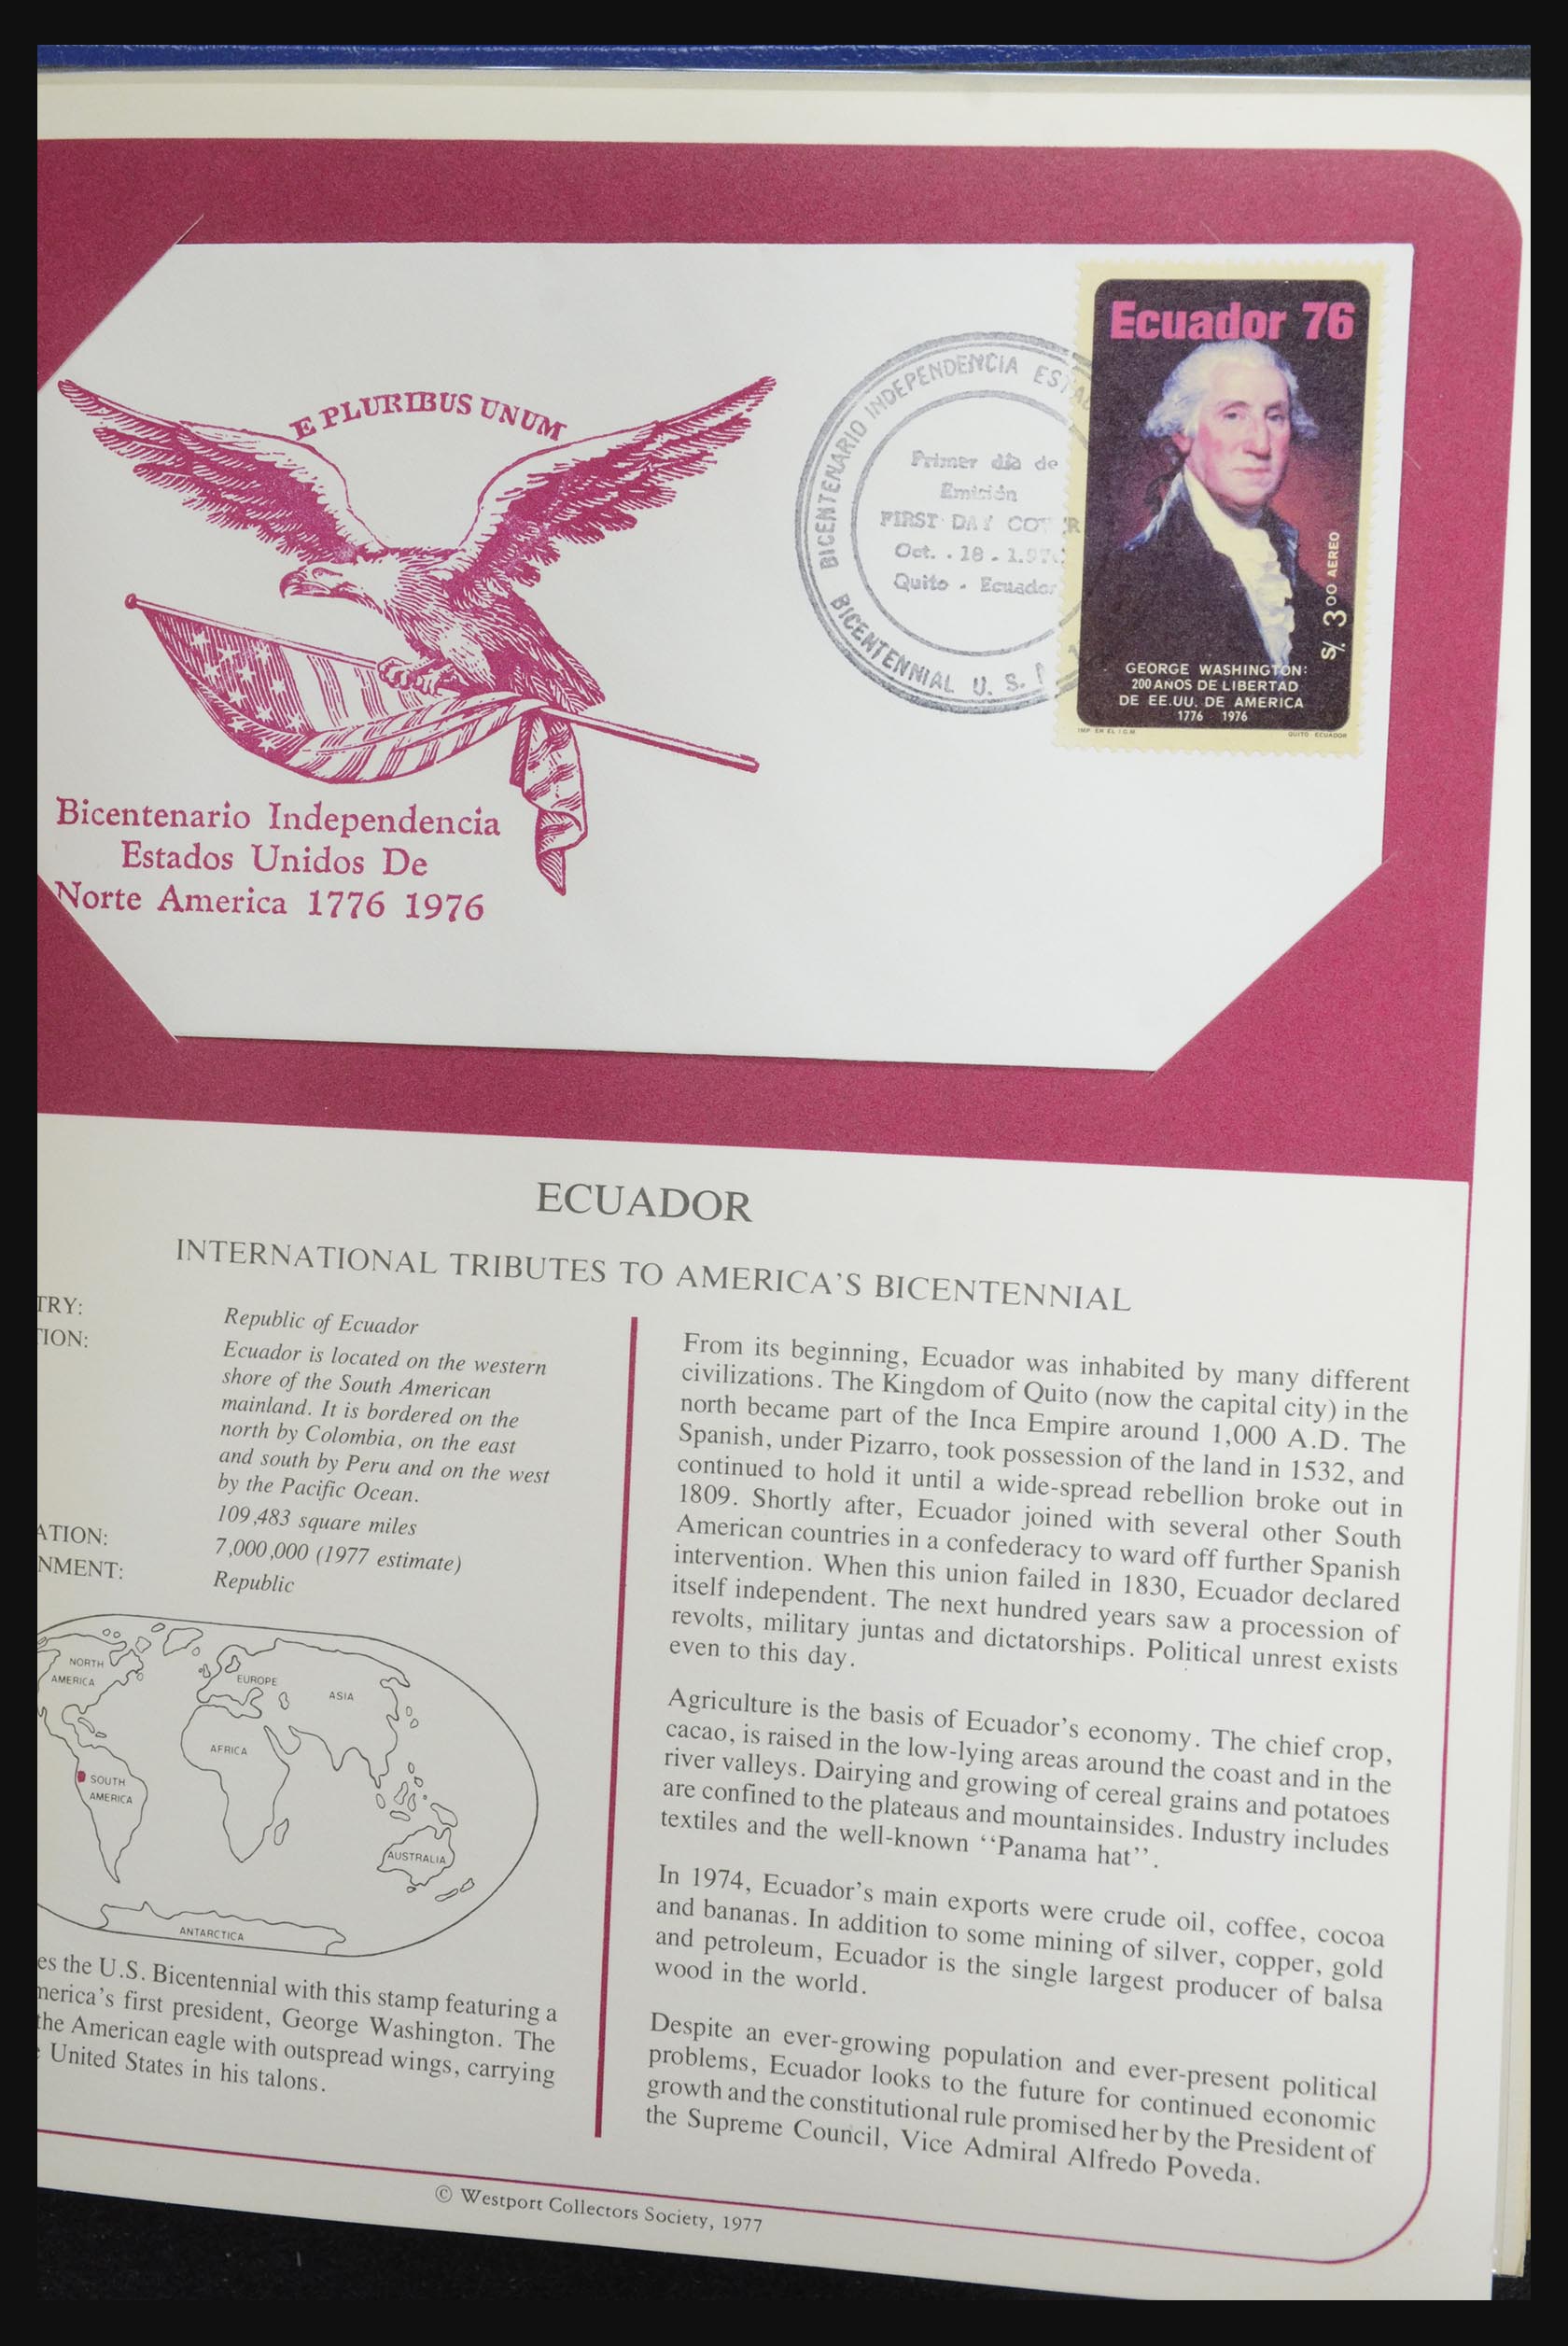 E PLURIBUS UNUM
Bicentenario Independencia
Estados Unidos De
Norte America 1776 1976
BICENTENARIO INDEPENDENCIA
BICENTENNIAL U. S.
Primer día de
Emisión
FIRST DAY COVER
Oct. . 18 - 1.97
Quito - Ecuador
Ecuador 76
S/. 3.00 AEREO
GEORGE WASHINGTON:
200 AÑOS DE LIBERTAD
DE EE.UU. DE AMERICA
1776 1976
IMP EN EL I.G.M.
QUITO ECUADOR
ECUADOR
INTERNATIONAL TRIBUTES TO AMERICA'S BICENTENNIAL
TRY: Republic of Ecuador
TION: Ecuador is located on the western
shore of the South American
mainland. It is bordered on the
north by Colombia, on the east
and south by Peru and on the west
by the Pacific Ocean.
109,483 square miles
ATION: 7,000,000 (1977 estimate)
NMENT: Republic
NORTH
AMERICA
EUROPE
ASIA
AFRICA
SOUTH
AMERICA
AUSTRALIA
ANTARCTICA
es the U.S. Bicentennial with this stamp featuring a
merica's first president, George Washington. The
the American eagle with outspread wings, carrying
United States in his talons.
From its beginning, Ecuador was inhabited by many different
civilizations. The Kingdom of Quito (now the capital city) in the
north became part of the Inca Empire around 1,000 A.D. The
Spanish, under Pizarro, took possession of the land in 1532, and
continued to hold it until a wide-spread rebellion broke out in
1809. Shortly after, Ecuador joined with several other South
American countries in a confederacy to ward off further Spanish
intervention. When this union failed in 1830, Ecuador declared
itself independent. The next hundred years saw a procession of
revolts, military juntas and dictatorships. Political unrest exists
even to this day.
Agriculture is the basis of Ecuador's economy. The chief crop,
cacao, is raised in the low-lying areas around the coast and in the
river valleys. Dairying and growing of cereal grains and potatoes
are confined to the plateaus and mountainsides. Industry includes
textiles and the well-known ‘‘Panama hat’’.
In 1974, Ecuador's main exports were crude oil, coffee, cocoa
and bananas. In addition to some mining of silver, copper, gold
and petroleum, Ecuador is the single largest producer of balsa
wood in the world.
Despite an ever-growing population and ever-present political
problems, Ecuador looks to the future for continued economic
growth and the constitutional rule promised her by the President of
the Supreme Council, Vice Admiral Alfredo Poveda.
© Westport Collectors Society, 1977